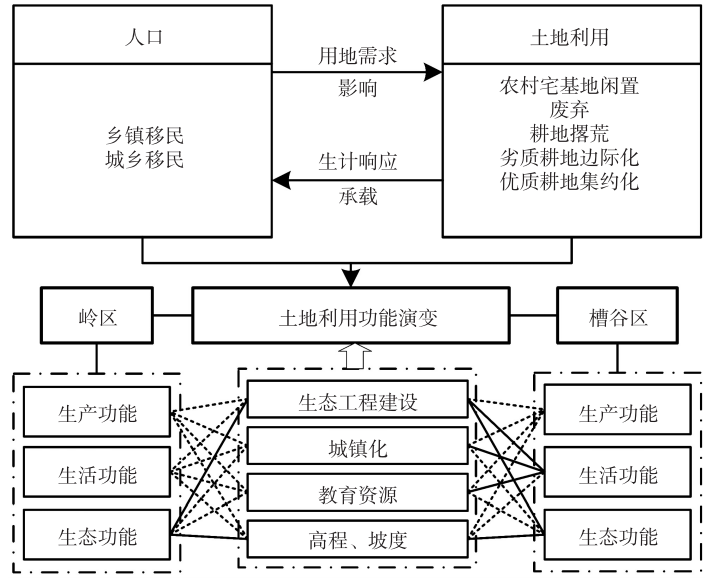 人口
土地利用
用地需求
影响
乡镇移民
城乡移民
农村宅基地闲置
废弃
耕地撂荒
劣质耕地边际化
优质耕地集约化
生计响应
承载
岭区
土地利用功能演变
槽谷区
生产功能
生活功能
生态功能
生态工程建设
城镇化
教育资源
高程、坡度
生产功能
生活功能
生态功能